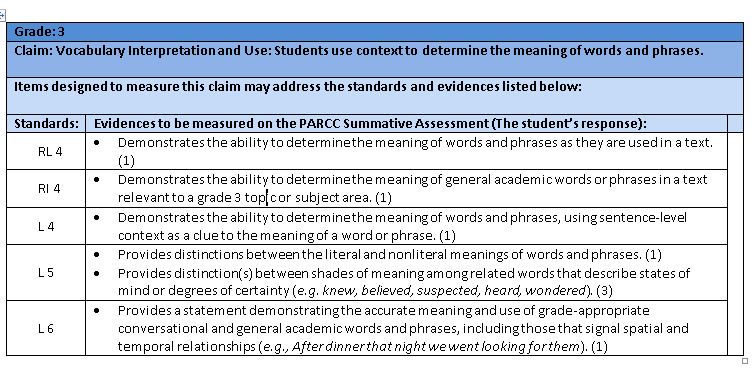 Grade: 3
Claim: Vocabulary Interpretation and Use: Students use context to determine the meaning of words and phrases.
Items designed to measure this claim may address the standards and evidences listed below:
Standards: Evidences to be measured on the PARCC Summative Assessment (The student's response):
RL 4
• Demonstrates the ability to determine the meaning of words and phrases as they are used in a text.
(1)
RI 4
• Demonstrates the ability to determine the meaning of general academic words or phrases in a text
relevant to a grade 3 topic or subject area. (1)
L 4
• Demonstrates the ability to determine the meaning of words and phrases, using sentence-level
context as a clue to the meaning of a word or phrase. (1)
L 5
• Provides distinctions between the literal and nonliteral meanings of words and phrases. (1)
• Provides distinction(s) between shades of meaning among related words that describe states of
mind or degrees of certainty (e.g. knew, believed, suspected, heard, wondered). (3)
L 6
• Provides a statement demonstrating the accurate meaning and use of grade-appropriate
conversational and general academic words and phrases, including those that signal spatial and
temporal relationships (e.g., After dinner that night we went looking for them). (1)